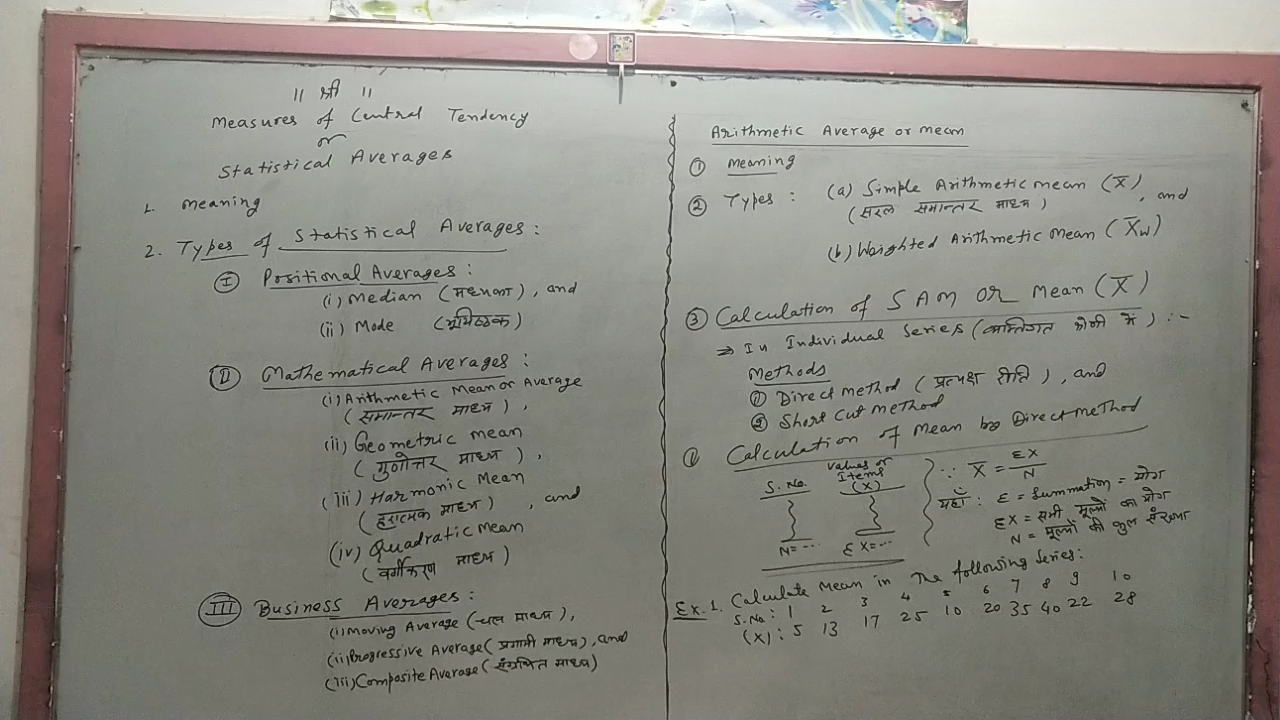 ॥ श्री ॥
Measures of Central Tendency
or
Statistical Averages
1. Meaning
2. Types of Statistical Averages :
Ⓘ Positional Averages :
(i) Median (मध्यका), and
(ii) Mode (भूयिष्ठक)
Ⅱ Mathematical Averages :
(i) Arithmetic Mean or Average
(समान्तर माध्य),
(ii) Geometric mean
(गुणोत्तर माध्य),
(iii) Harmonic Mean
(हरात्मक माध्य), and
(iv) Quadratic Mean
(वर्गीकरण माध्य)
Ⅲ Business Averages :
(i) Moving Average (चल माध्य),
(ii) Progressive Average (प्रगामी माध्य), and
(iii) Composite Average (संग्रथित माध्य)
Arithmetic Average or mean
① Meaning
② Types : (a) Simple Arithmetic mean (X̄), and
(सरल समान्तर माध्य)
(b) Weighted Arithmetic Mean (X̄w)
③ Calculation of SAM OR Mean (X̄)
⇒ In Individual Series (व्यक्तिगत श्रेणी में) :-
Methods
① Direct method (प्रत्यक्ष रीति), and
② Short cut method
① Calculation of Mean by Direct Method
S. No. Values or Items (X) ∵ X̄ = ΣX/N
यहाँ : Σ = Summation = योग
ΣX = सभी मूल्यों का योग
N = मूल्यों की कुल संख्या
N = ... ΣX = ...
Ex. 1. Calculate Mean in The following Series :
S. No : 1 2 3 4 5 6 7 8 9 10
(X) : 5 13 17 25 10 20 35 40 22 28